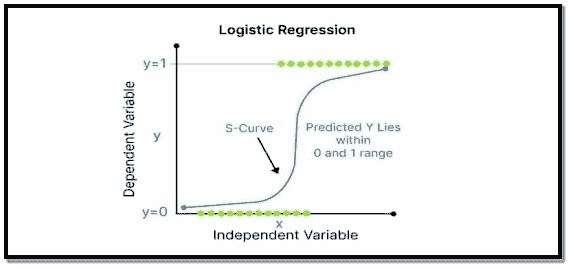 Logistic Regression
y=1
Dependent Variable
y
S-Curve
Predicted Y Lies
within
0 and 1 range
y=0
X
Independent Variable